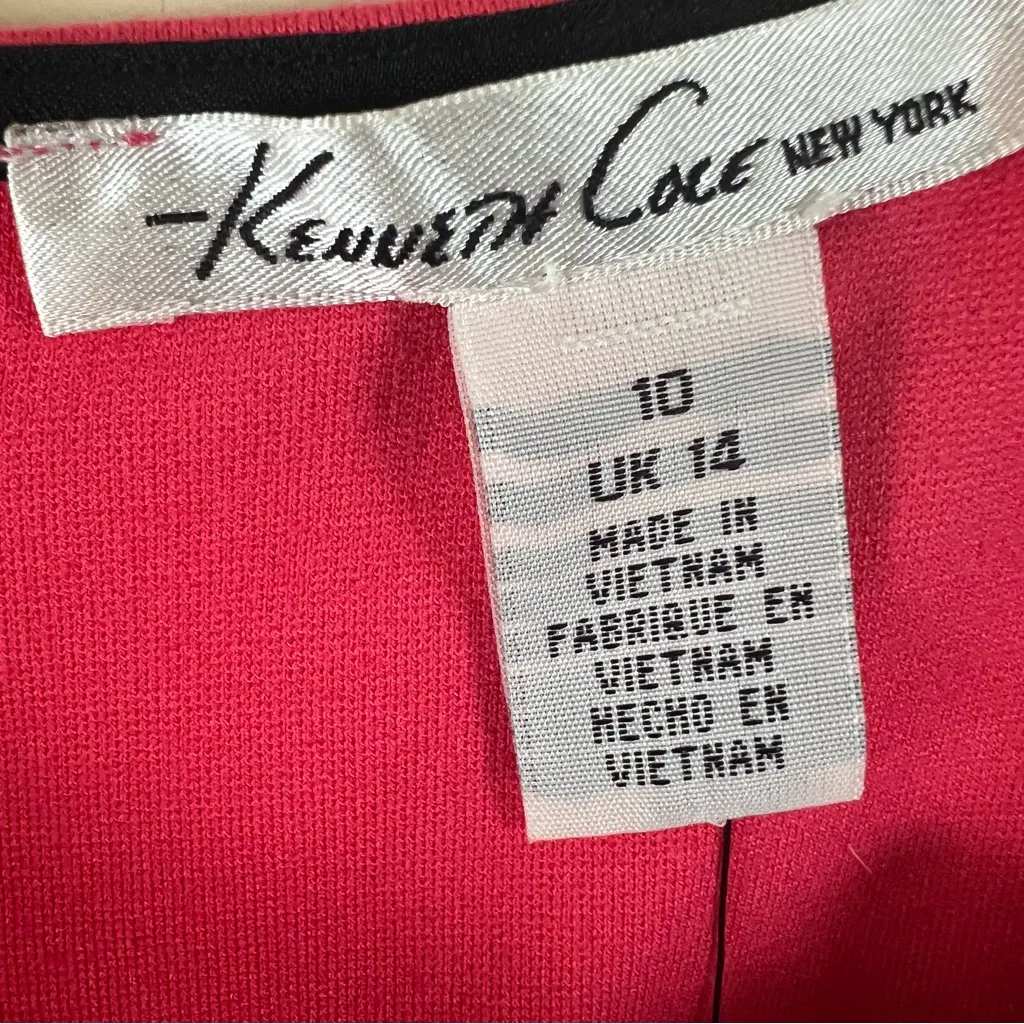 Kenneth Cole NEW YORK
10
UK 14
MADE IN
VIETNAM
FABRIQUE EN
VIETNAM
HECHO EN
VIETNAM